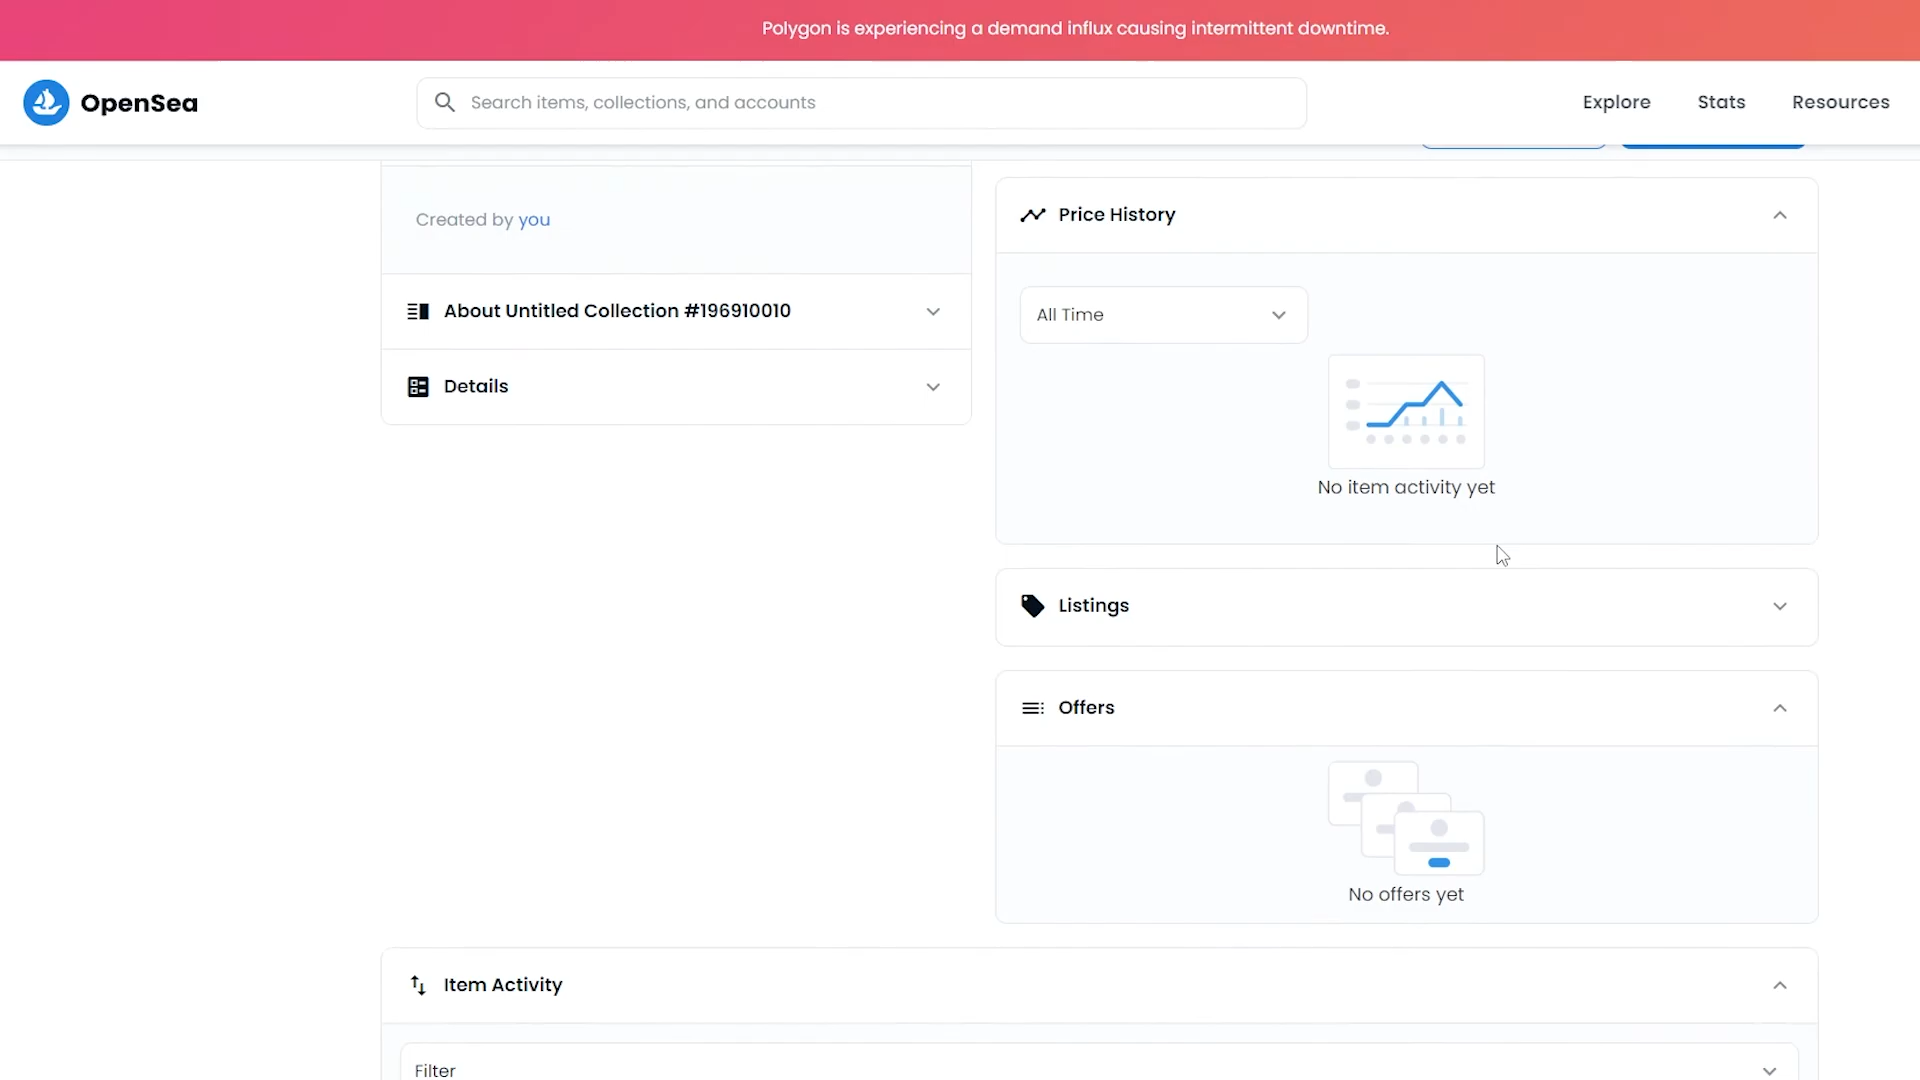 Polygon is experiencing a demand influx causing intermittent downtime.
OpenSea
Search items, collections, and accounts
Explore
Stats
Resources
Created by you
About Untitled Collection #196910010
Details
Price History
All Time
No item activity yet
Listings
Offers
No offers yet
Item Activity
Filter